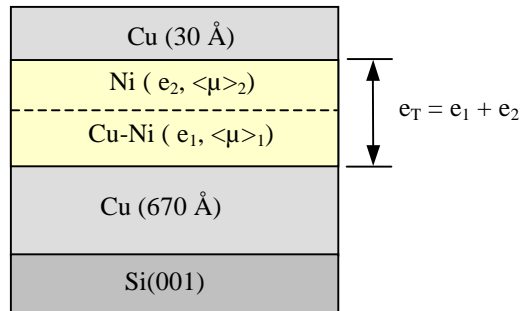 Cu (30 Å)
Ni ( e₂, <µ>₂)
Cu-Ni ( e₁, <µ>₁)
e_T = e₁ + e₂
Cu (670 Å)
Si(001)